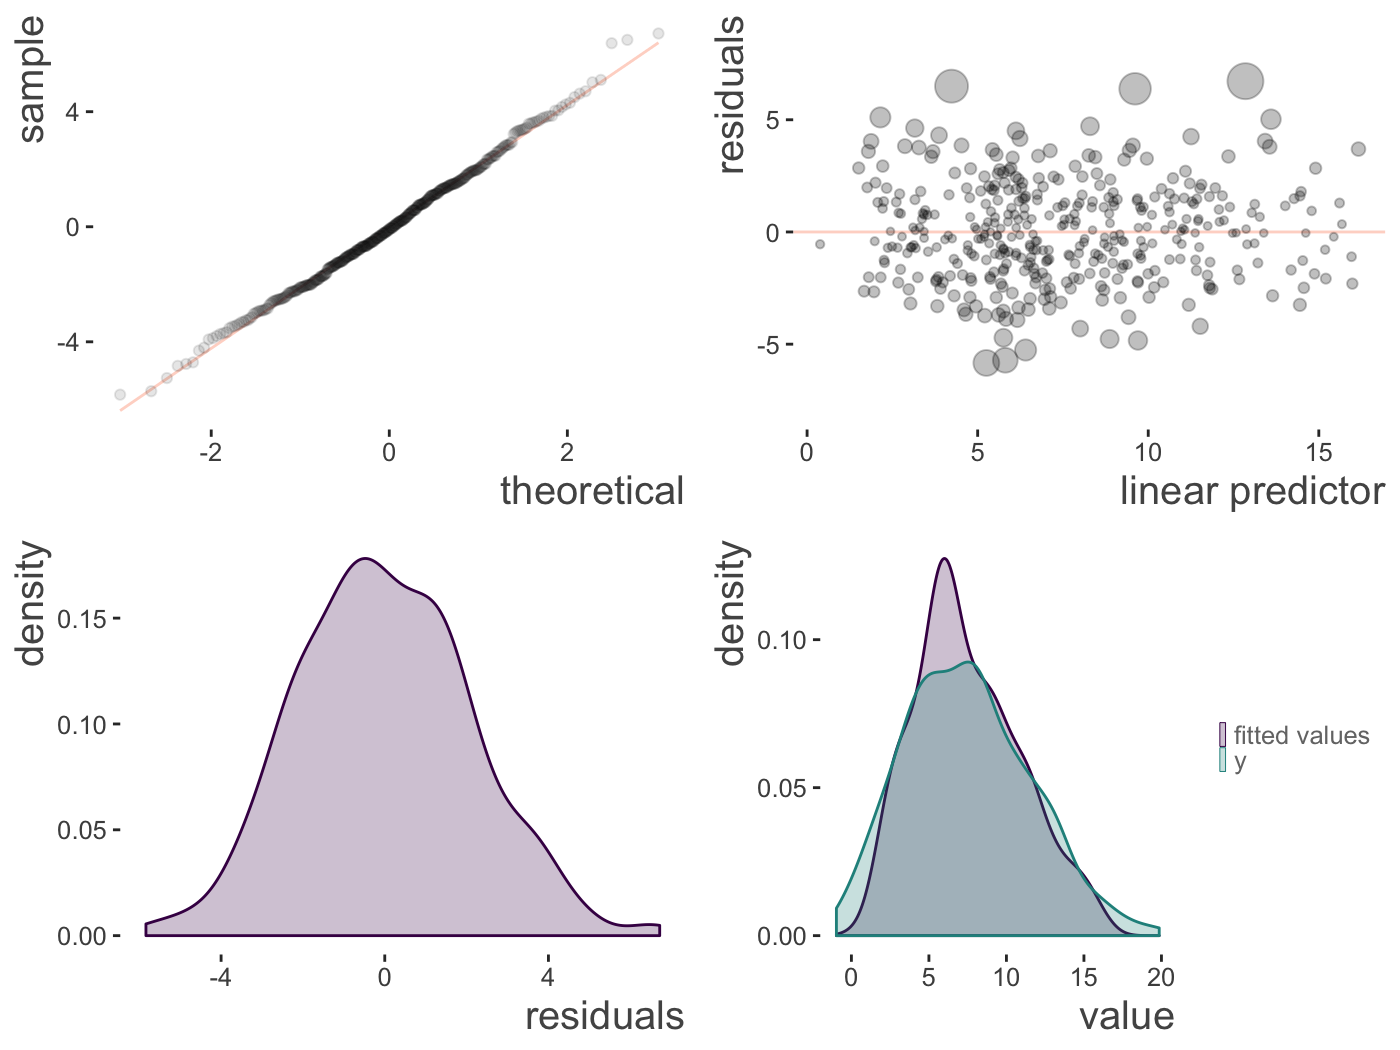 sample
4
0
-4
-2 0 2
theoretical
residuals
5
0
-5
0 5 10 15
linear predictor
density
0.15
0.10
0.05
0.00
-4 0 4
residuals
density
0.10
0.05
0.00
0 5 10 15 20
value
fitted values
y